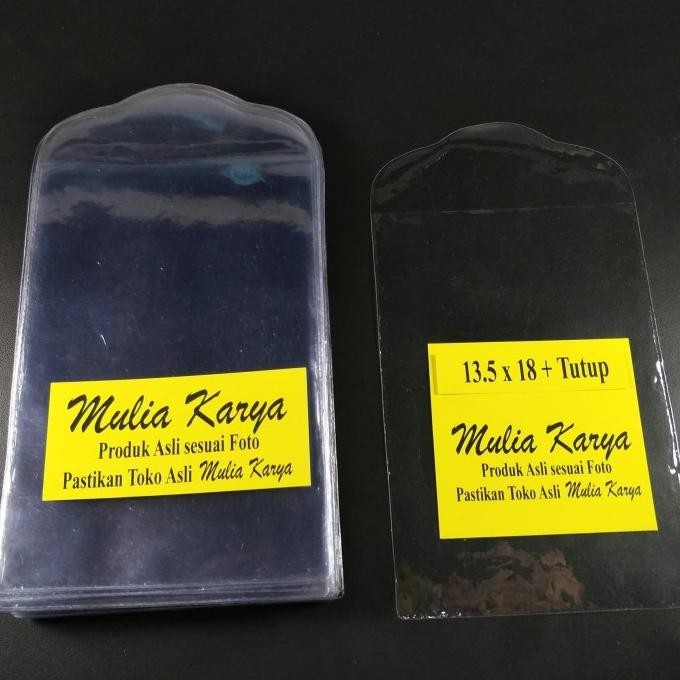 Mulia Karya
Produk Asli sesuai Foto
Pastikan Toko Asli Mulia Karya
13.5 x 18 + Tutup
Mulia Karya
Produk Asli sesuai Foto
Pastikan Toko Asli Mulia Karya